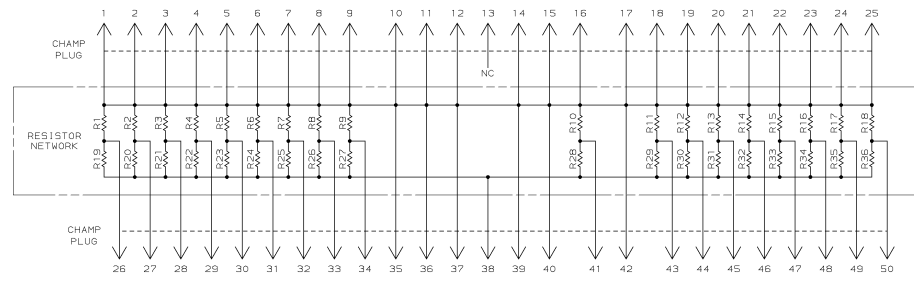 1 2 3 4 5 6 7 8 9 10 11 12 13 14 15 16 17 18 19 20 21 22 23 24 25
CHAMP
PLUG
NC
R1 R2 R3 R4 R5 R6 R7 R8 R9 R10 R11 R12 R13 R14 R15 R16 R17 R18
RESISTOR
NETWORK
R19 R20 R21 R22 R23 R24 R25 R26 R27 R28 R29 R30 R31 R32 R33 R34 R35 R36
CHAMP
PLUG
26 27 28 29 30 31 32 33 34 35 36 37 38 39 40 41 42 43 44 45 46 47 48 49 50